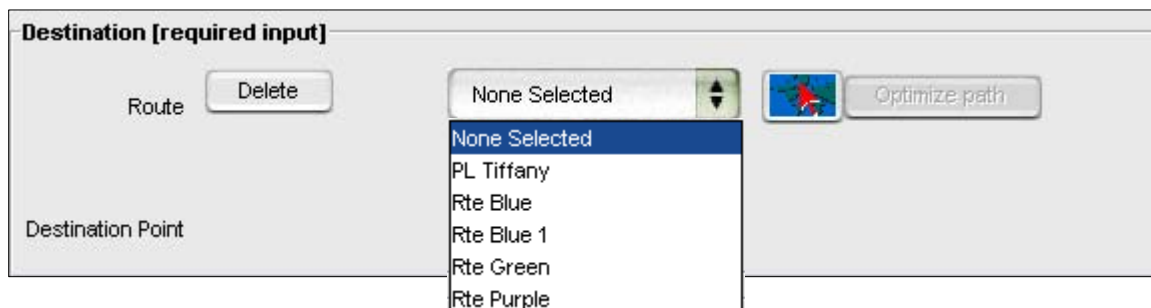 Destination [required input]
Route Delete None Selected Optimize path
None Selected
PL Tiffany
Rte Blue
Rte Blue 1
Destination Point
Rte Green
Rte Purple